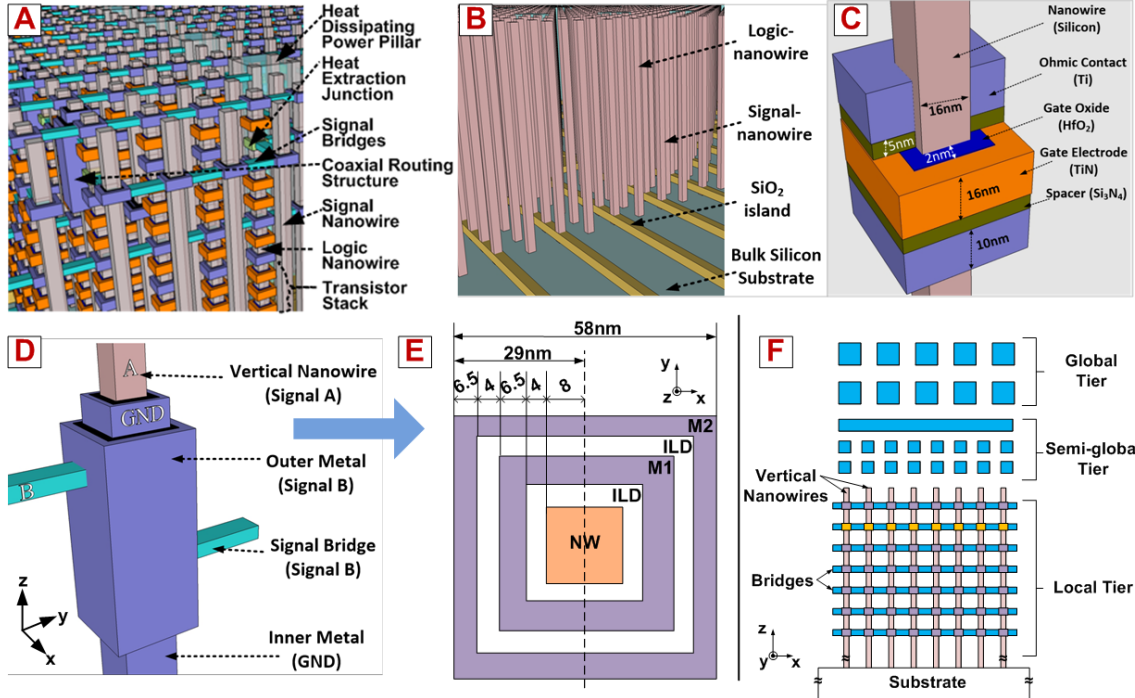 A
Heat
Dissipating
Power Pillar
Heat
Extraction
Junction
Signal
Bridges
Coaxial Routing
Structure
Signal
Nanowire
Logic
Nanowire
Transistor
Stack
B
Logic-
nanowire
Signal-
nanowire
SiO₂
island
Bulk Silicon
Substrate
C
Nanowire
(Silicon)
Ohmic Contact
(Ti)
Gate Oxide
(HfO₂)
Gate Electrode
(TiN)
Spacer (Si₃N₄)
16nm
5nm
2nm
16nm
10nm
D
A
GND
B
Vertical Nanowire
(Signal A)
Outer Metal
(Signal B)
Signal Bridge
(Signal B)
Inner Metal
(GND)
z
y
x
E
58nm
29nm
6.5 4 6.5 4 8
y
z x
M2
ILD
M1
ILD
NW
F
Global
Tier
Semi-globa
Tier
Vertical
Nanowires
Bridges
Local Tier
z
y x
Substrate